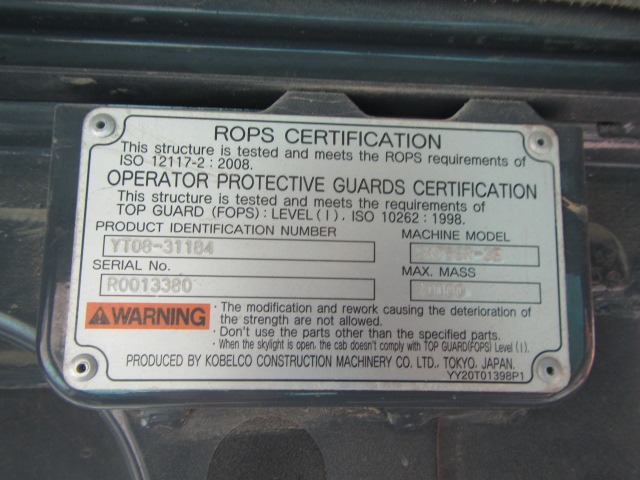 ROPS CERTIFICATION
This structure is tested and meets the ROPS requirements of
ISO 12117-2 : 2008.
OPERATOR PROTECTIVE GUARDS CERTIFICATION
This structure is tested and meets the requirements of
TOP GUARD (FOPS) : LEVEL ( I ) , ISO 10262 : 1998.
PRODUCT IDENTIFICATION NUMBER
YT08-31184
MACHINE MODEL
SERIAL No.
R0013380
MAX. MASS
WARNING
· The modification and rework causing the deterioration of
the strength are not allowed.
· Don't use the parts other than the specified parts.
· When the skylight is open, the cab doesn't comply with TOP GUARD(FOPS) Level ( I ).
PRODUCED BY KOBELCO CONSTRUCTION MACHINERY CO. LTD., TOKYO, JAPAN.
YY20T01398P1